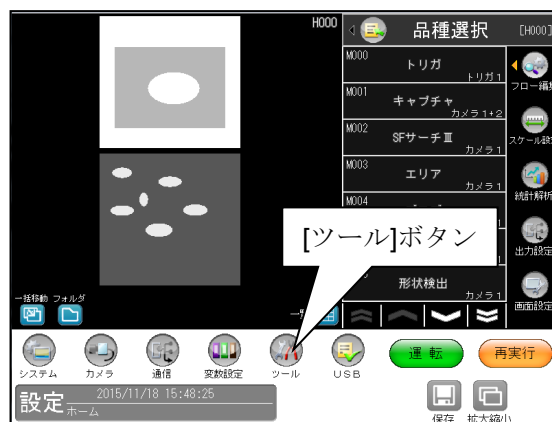 H000
品種選択
[H000]
M000
トリガ
トリガ1
M001
キャプチャ
カメラ1+2
M002
SFサーチⅢ
カメラ1
M003
エリア
カメラ1
M004
形状検出
カメラ1
フロー編集
スケール設定
統計解析
出力設定
画面設定
[ツール]ボタン
一括移動
フォルダ
システム
カメラ
通信
変数設定
ツール
USB
運転
再実行
設定
2015/11/18 15:48:25
ホーム
保存
拡大縮小